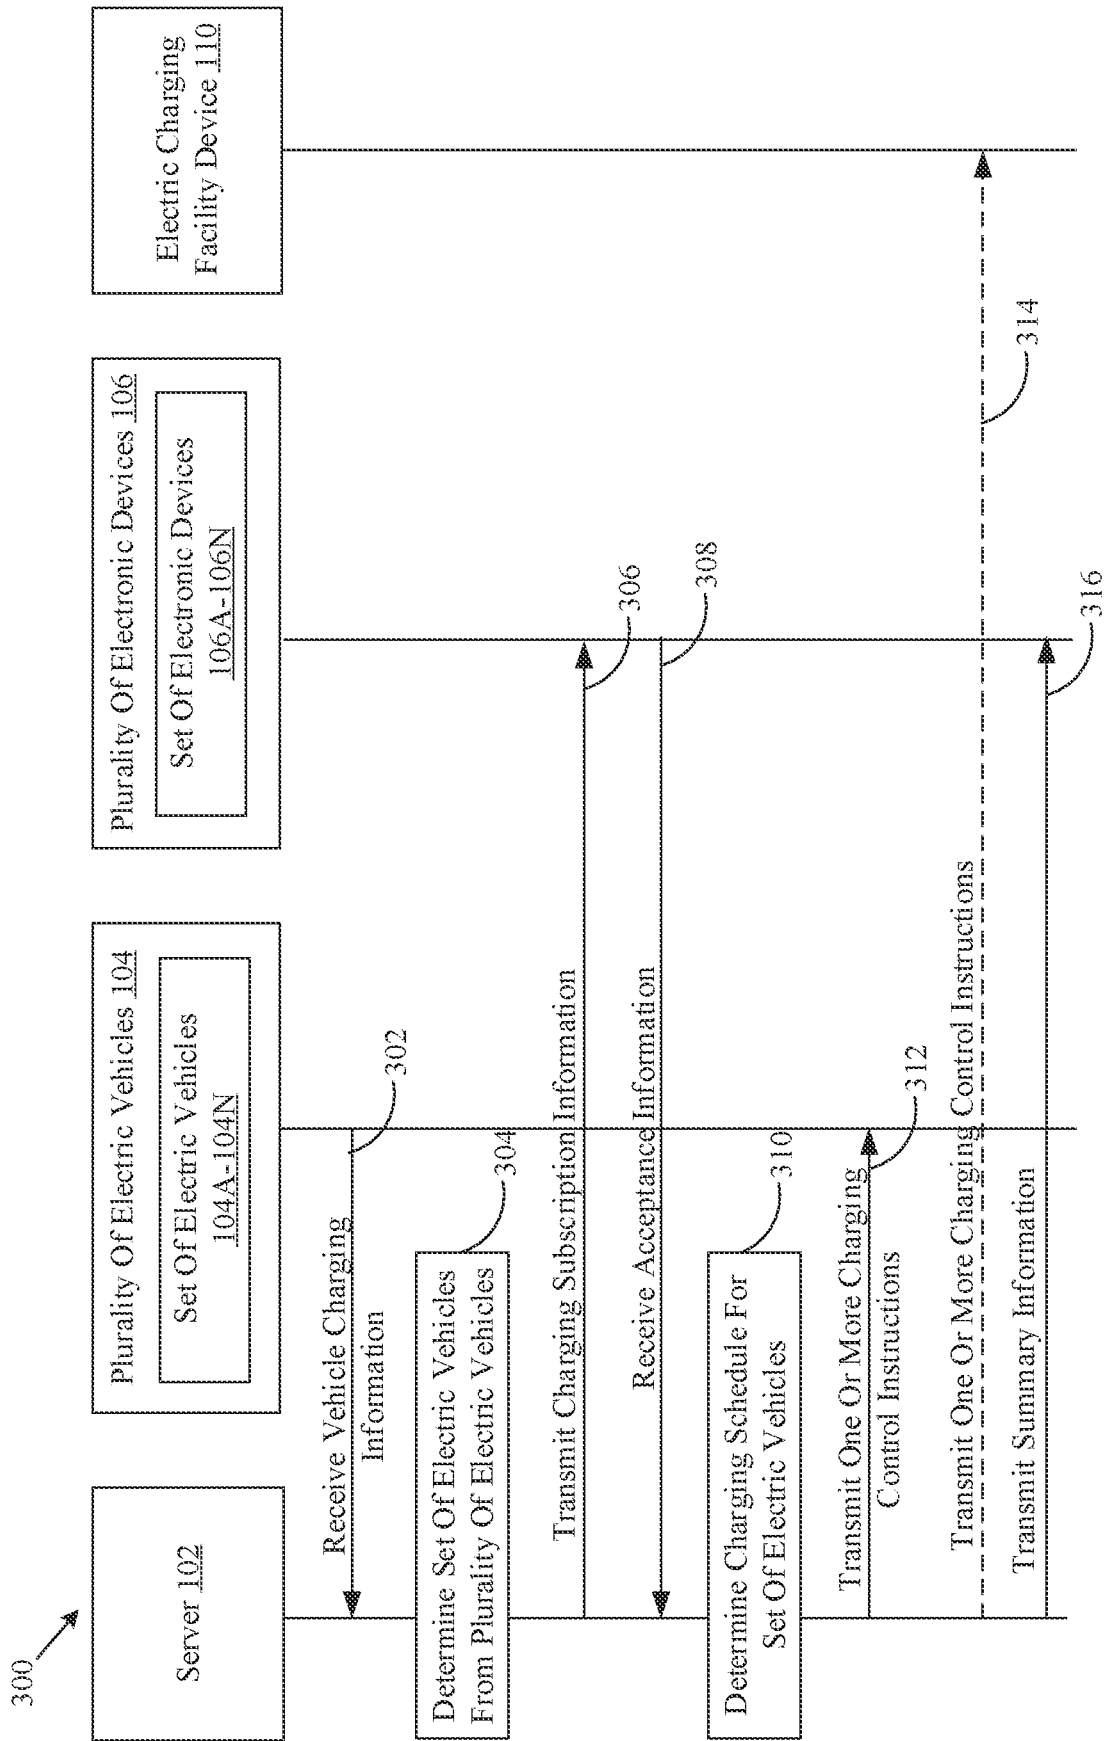 300
Server 102
Plurality Of Electric Vehicles 104
Set Of Electric Vehicles
104A-104N
Plurality Of Electronic Devices 106
Set Of Electronic Devices
106A-106N
Electric Charging
Facility Device 110
Receive Vehicle Charging
Information
302
Determine Set Of Electric Vehicles
From Plurality Of Electric Vehicles
304
Transmit Charging Subscription Information
306
Receive Acceptance Information
308
Determine Charging Schedule For
Set Of Electric Vehicles
310
Transmit One Or More Charging
Control Instructions
312
Transmit One Or More Charging Control Instructions
314
Transmit Summary Information
316